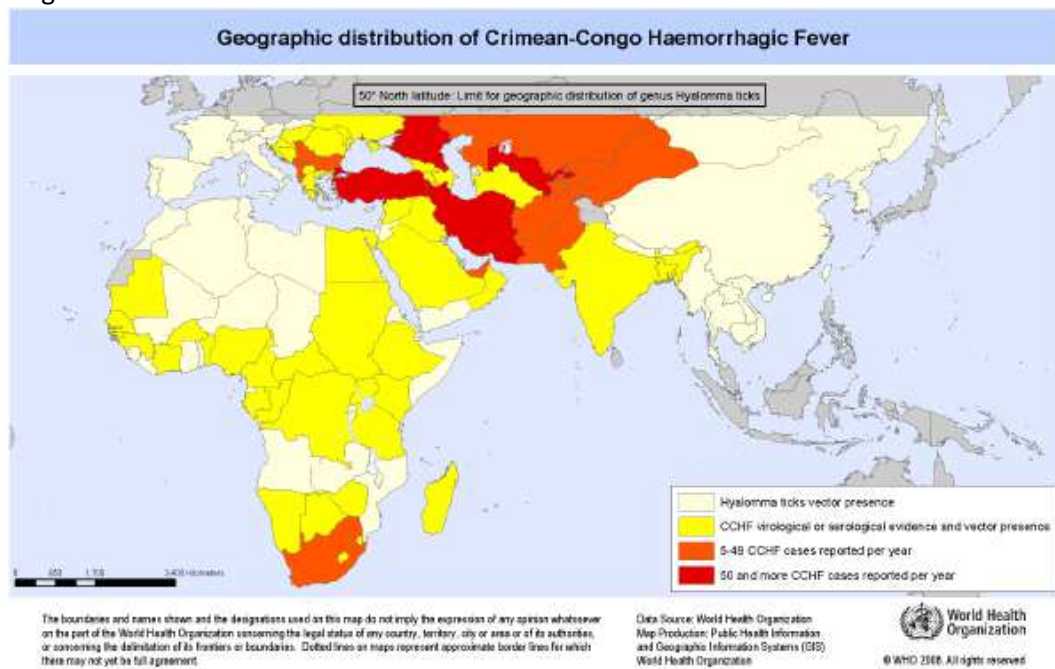 Geographic distribution of Crimean-Congo Haemorrhagic Fever
50° North latitude: Limit for geographic distribution of genus Hyalomma ticks
Hyalomma ticks vector presence
CCHF virological or serological evidence and vector presence
5-49 CCHF cases reported per year
50 and more CCHF cases reported per year
0 850 1,700 3,400 Kilometers
The boundaries and names shown and the designations used on this map do not imply the expression of any opinion whatsoever
on the part of the World Health Organization concerning the legal status of any country, territory, city or area or of its authorities,
or concerning the delimitation of its frontiers or boundaries. Dotted lines on maps represent approximate border lines for which
there may not yet be full agreement.
Data Source: World Health Organization
Map Production: Public Health Information
and Geographic Information Systems (GIS)
World Health Organization
World Health
Organization
© WHO 2008. All rights reserved